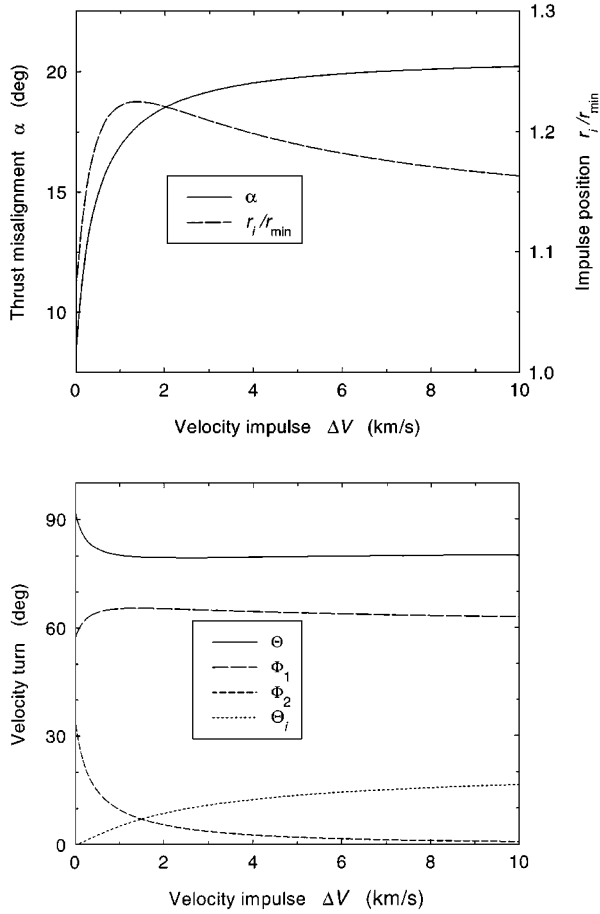 1.3
20
1.2
15
1.1
10
1.0
0 2 4 6 8 10
Thrust misalignment α (deg)
Impulse position r_i/r_min
α
r_i/r_min
Velocity impulse ΔV (km/s)
90
60
30
0
0 2 4 6 8 10
Velocity turn (deg)
Θ
Φ_1
Φ_2
Θ_i
Velocity impulse ΔV (km/s)